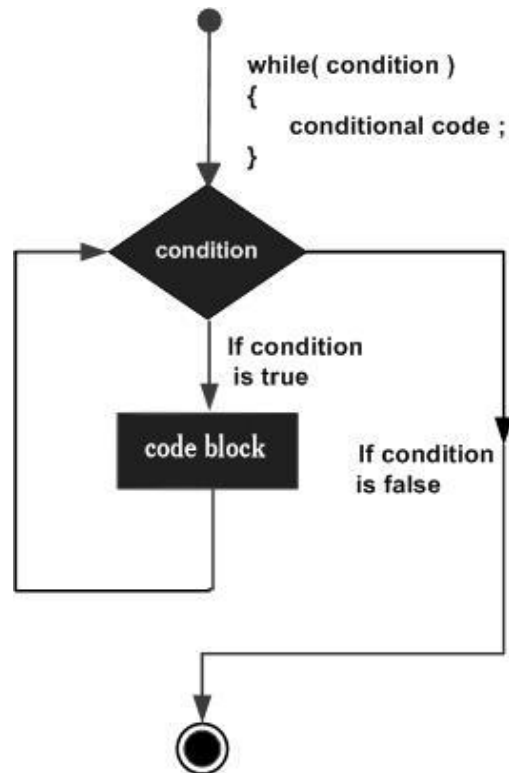 while( condition )
{
conditional code ;
}
condition
If condition
is true
code block
If condition
is false